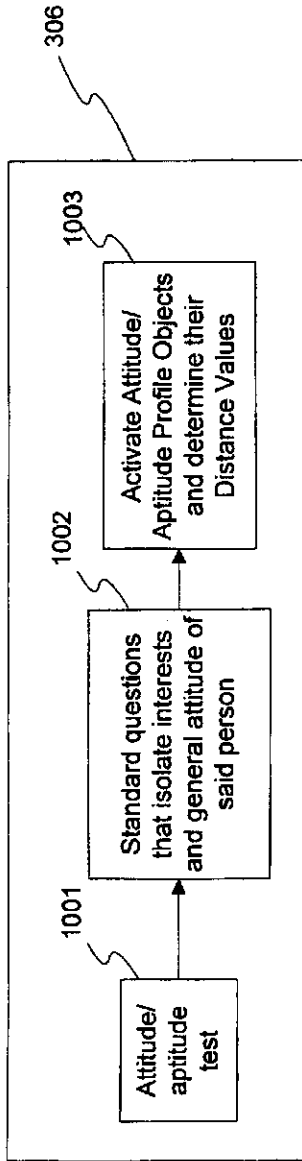 306
1001
Attitude/
aptitude
test
1002
Standard questions
that isolate interests
and general attitude of
said person
1003
Activate Attitude/
Aptitude Profile Objects
and determine their
Distance Values